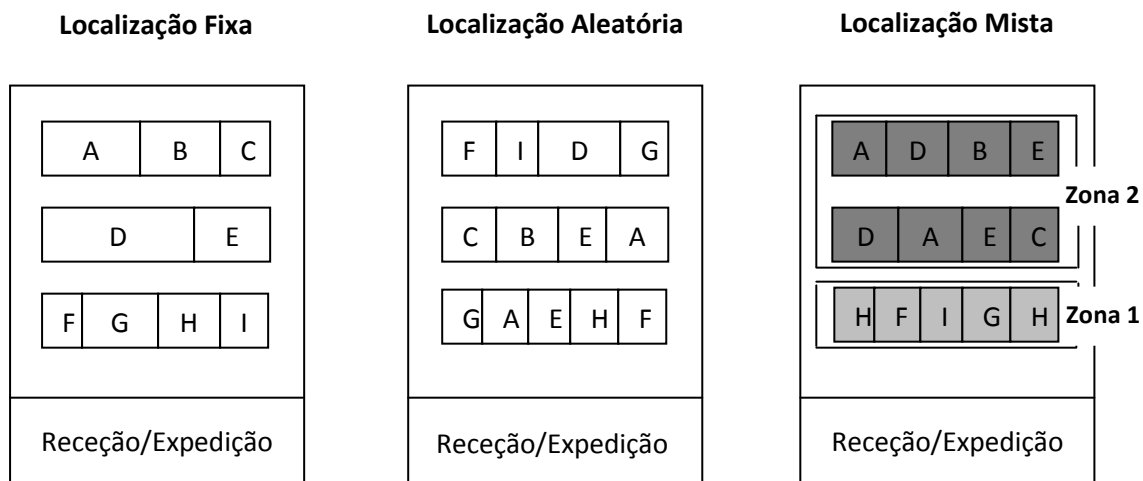 Localização Fixa
Localização Aleatória
Localização Mista
A B C
D E
F G H I
Receção/Expedição
F I D G
C B E A
G A E H F
Receção/Expedição
A D B E
Zona 2
D A E C
H F I G H
Zona 1
Receção/Expedição